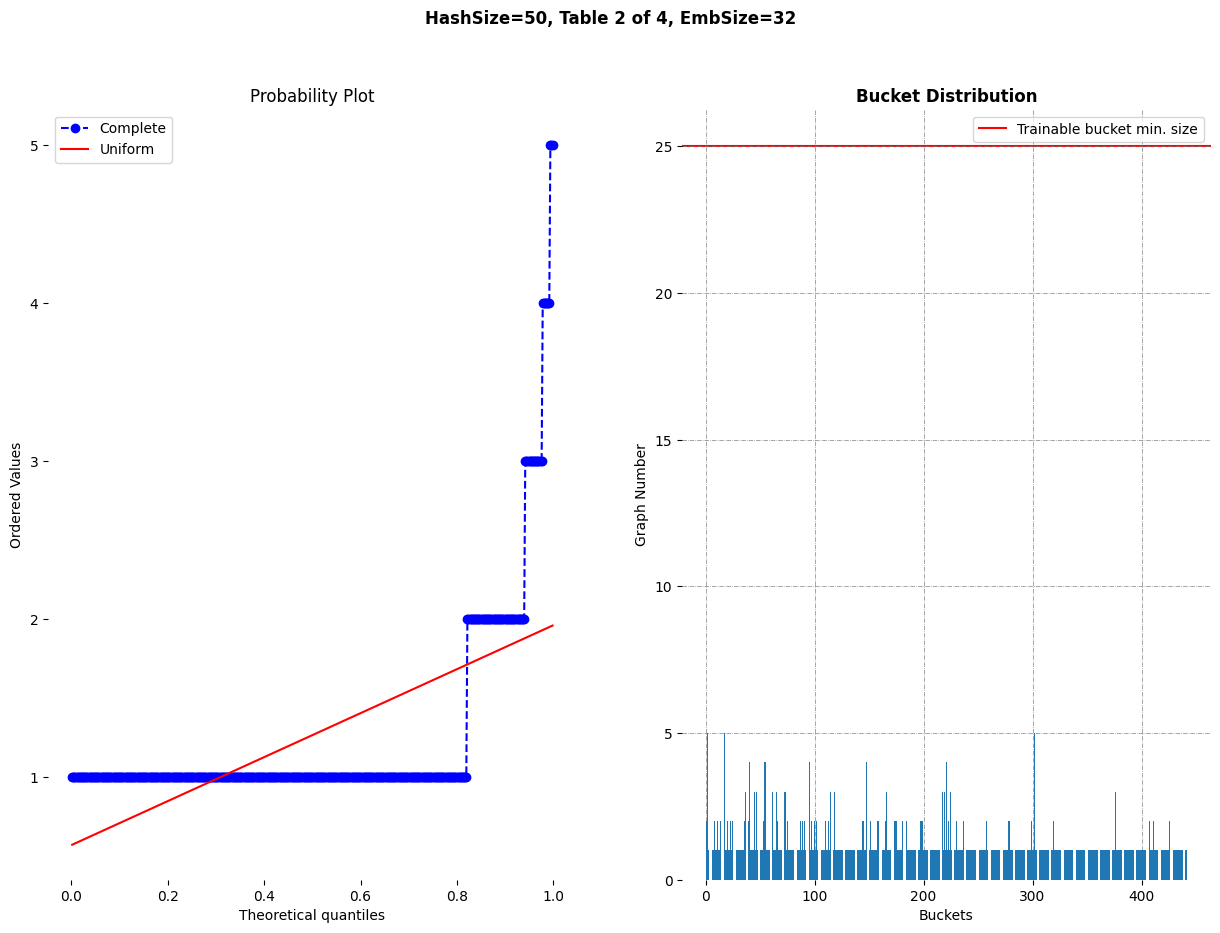 HashSize=50, Table 2 of 4, EmbSize=32
Probability Plot
Complete
Uniform
Ordered Values
5
4
3
2
1
0.0 0.2 0.4 0.6 0.8 1.0
Theoretical quantiles
Bucket Distribution
Trainable bucket min. size
Graph Number
25
20
15
10
5
0
0 100 200 300 400
Buckets